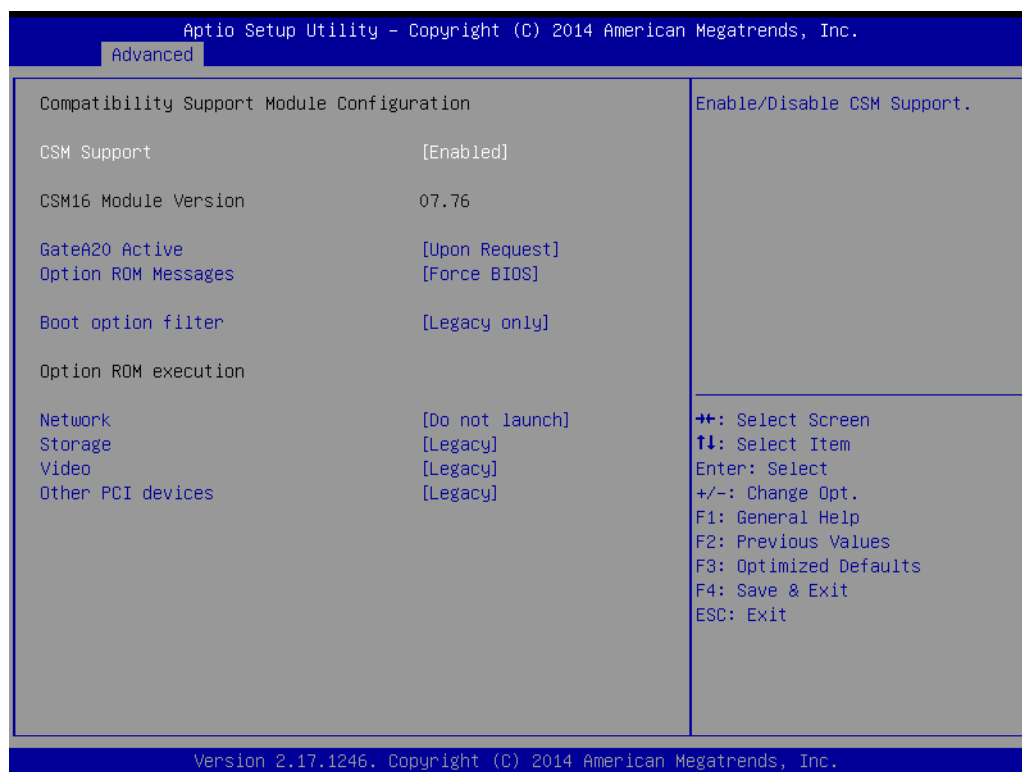 Aptio Setup Utility – Copyright (C) 2014 American Megatrends, Inc.
Advanced
Compatibility Support Module Configuration
CSM Support [Enabled]
CSM16 Module Version 07.76
GateA20 Active [Upon Request]
Option ROM Messages [Force BIOS]
Boot option filter [Legacy only]
Option ROM execution
Network [Do not launch]
Storage [Legacy]
Video [Legacy]
Other PCI devices [Legacy]
Enable/Disable CSM Support.
→←: Select Screen
↑↓: Select Item
Enter: Select
+/-: Change Opt.
F1: General Help
F2: Previous Values
F3: Optimized Defaults
F4: Save & Exit
ESC: Exit
Version 2.17.1246. Copyright (C) 2014 American Megatrends, Inc.